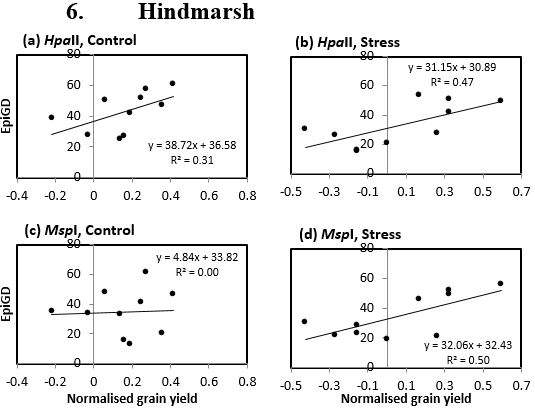 6. Hindmarsh
(a) HpaII, Control
(b) HpaII, Stress
EpiGD
80
60
40
20
0
y = 38.72x + 36.58
R² = 0.31
-0.4 -0.2 0 0.2 0.4 0.6 0.8
80
60
40
20
0
y = 31.15x + 30.89
R² = 0.47
-0.5 -0.3 -0.1 0.1 0.3 0.5 0.7
(c) MspI, Control
(d) MspI, Stress
EpiGD
80
60
40
20
0
y = 4.84x + 33.82
R² = 0.00
-0.4 -0.2 0 0.2 0.4 0.6 0.8
Normalised grain yield
80
60
40
20
0
y = 32.06x + 32.43
R² = 0.50
-0.5 -0.3 -0.1 0.1 0.3 0.5 0.7
Normalised grain yield